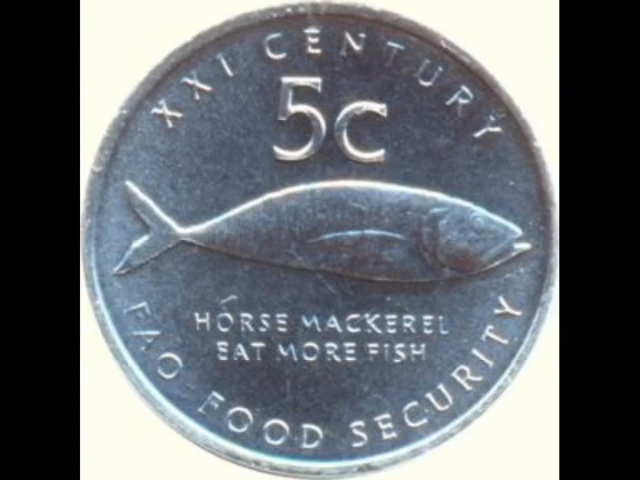 XXI CENTURY
5c
HORSE MACKEREL
EAT MORE FISH
FAO FOOD SECURITY